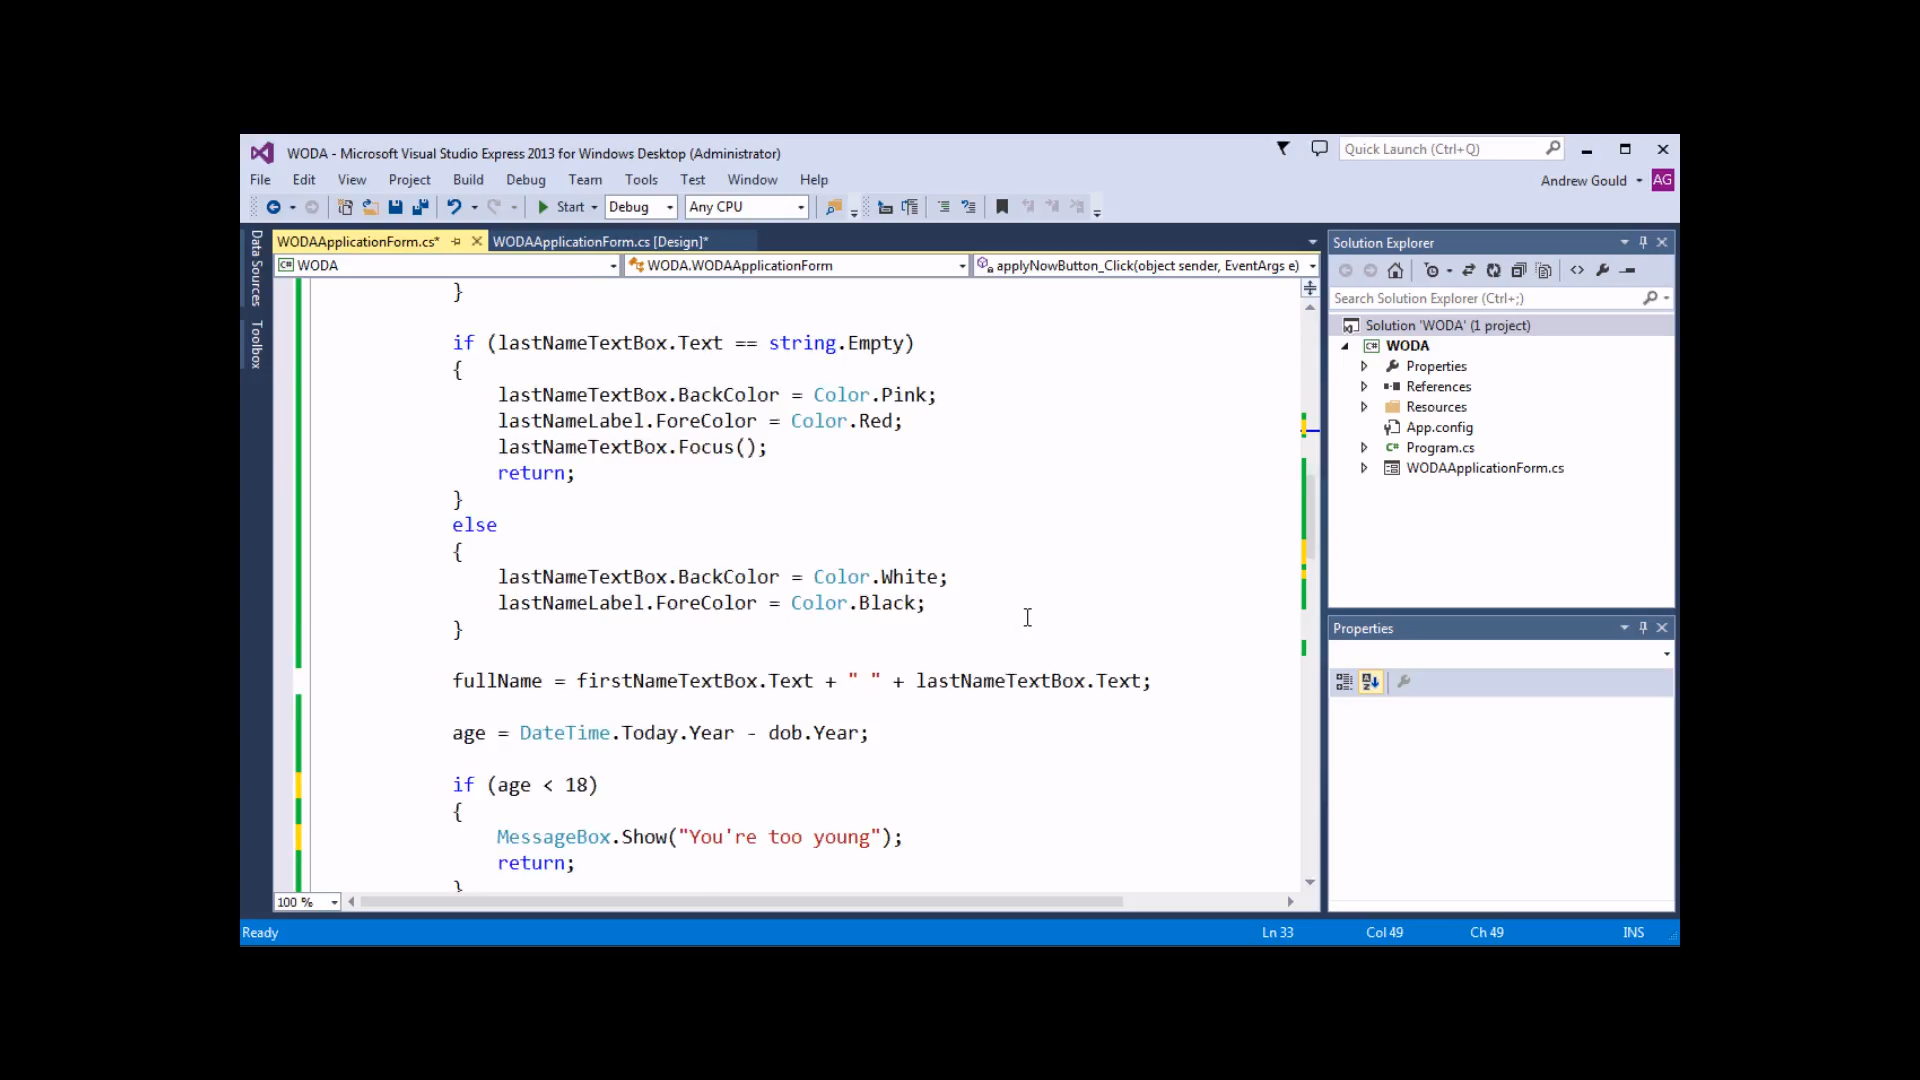 WODA - Microsoft Visual Studio Express 2013 for Windows Desktop (Administrator)
Quick Launch (Ctrl+Q)
File Edit View Project Build Debug Team Tools Test Window Help
Andrew Gould AG
Start Debug Any CPU
Data Sources
Toolbox
WODAApplicationForm.cs* WODAApplicationForm.cs [Design]*
WODA WODA.WODAApplicationForm applyNowButton_Click(object sender, EventArgs e)
}
if (lastNameTextBox.Text == string.Empty)
{
lastNameTextBox.BackColor = Color.Pink;
lastNameLabel.ForeColor = Color.Red;
lastNameTextBox.Focus();
return;
}
else
{
lastNameTextBox.BackColor = Color.White;
lastNameLabel.ForeColor = Color.Black;
}
fullName = firstNameTextBox.Text + " " + lastNameTextBox.Text;
age = DateTime.Today.Year - dob.Year;
if (age < 18)
{
MessageBox.Show("You're too young");
return;
}
100 %
Solution Explorer
Search Solution Explorer (Ctrl+;)
Solution 'WODA' (1 project)
C# WODA
Properties
References
Resources
App.config
C# Program.cs
WODAApplicationForm.cs
Properties
Ready Ln 33 Col 49 Ch 49 INS